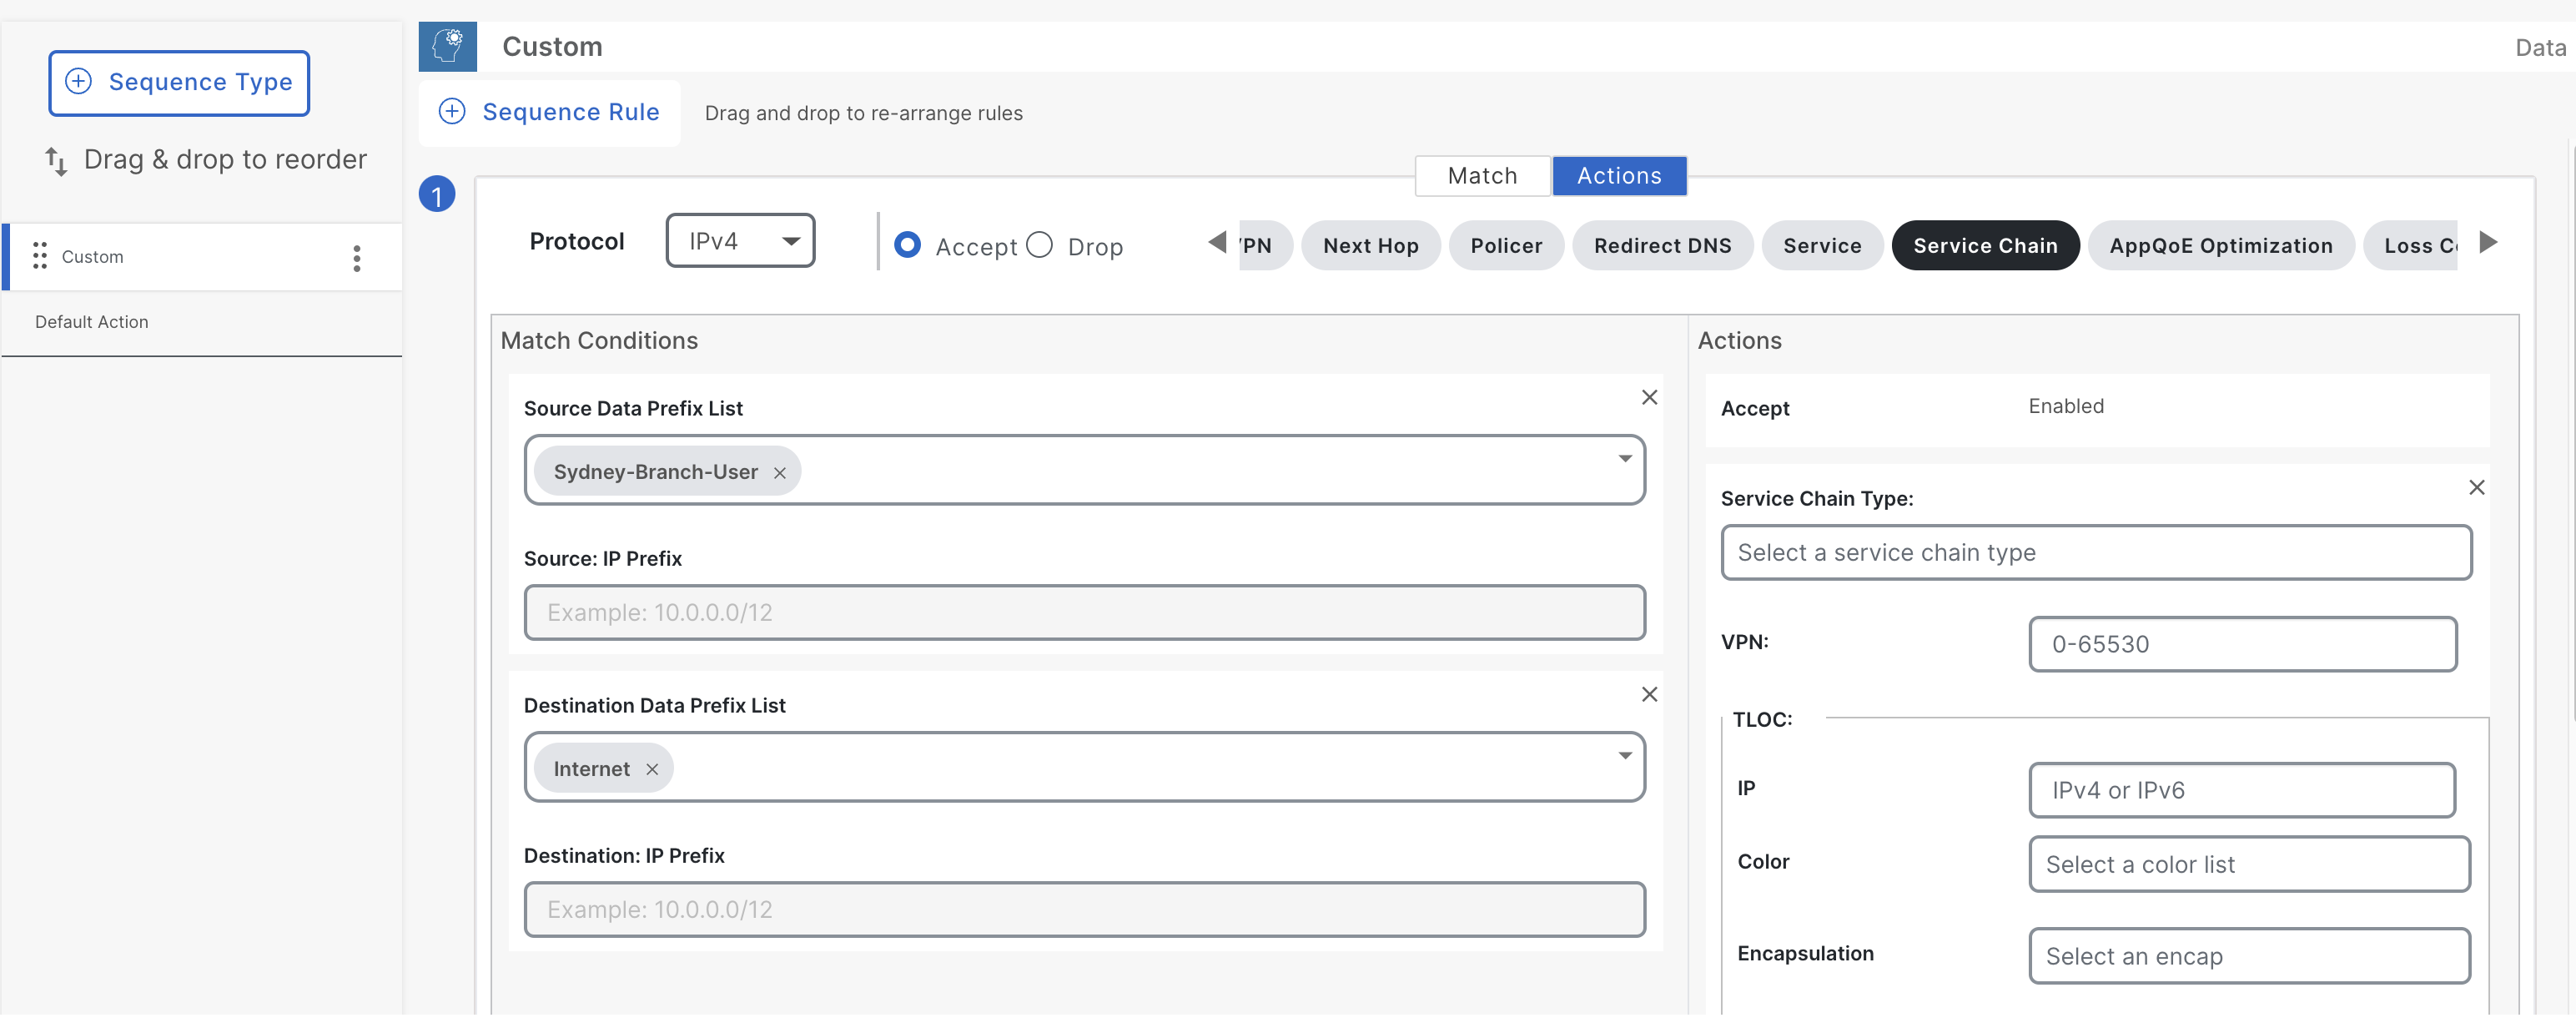 Custom
Data
Sequence Type
Sequence Rule
Drag and drop to re-arrange rules
Drag & drop to reorder
1
Match
Actions
Custom
Default Action
Protocol
IPv4
Accept
Drop
Next Hop
Policer
Redirect DNS
Service
Service Chain
AppQoE Optimization
Loss
Match Conditions
Actions
Source Data Prefix List
Sydney-Branch-User
Source: IP Prefix
Example: 10.0.0.0/12
Destination Data Prefix List
Internet
Destination: IP Prefix
Example: 10.0.0.0/12
Accept
Enabled
Service Chain Type:
Select a service chain type
VPN:
0-65530
TLOC:
IP
IPv4 or IPv6
Color
Select a color list
Encapsulation
Select an encap